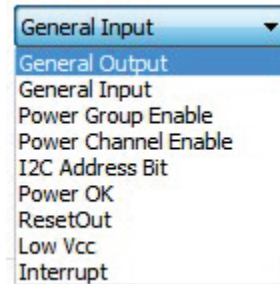 General Input
General Output
General Input
Power Group Enable
Power Channel Enable
I2C Address Bit
Power OK
ResetOut
Low Vcc
Interrupt